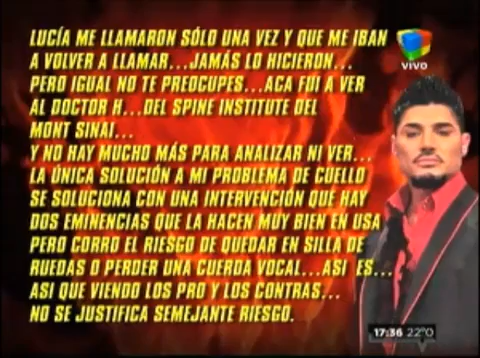 LUCÍA ME LLAMARON SÓLO UNA VEZ Y QUE ME IBAN
A VOLVER A LLAMAR...JAMÁS LO HICIERON...
PERO IGUAL NO TE PREOCUPES...ACA FUI A VER
AL DOCTOR H...DEL SPINE INSTITUTE DEL
MONT SINAI...
Y NO HAY MUCHO MÁS PARA ANALIZAR NI VER...
LA ÚNICA SOLUCIÓN A MI PROBLEMA DE CUELLO
SE SOLUCIONA CON UNA INTERVENCIÓN QUE HAY
DOS EMINENCIAS QUE LA HACEN MUY BIEN EN USA
PERO CORRO EL RIESGO DE QUEDAR EN SILLA DE
RUEDAS O PERDER UNA CUERDA VOCAL...ASI ES...
ASI QUE VIENDO LOS PRO Y LOS CONTRAS...
NO SE JUSTIFICA SEMEJANTE RIESGO.
VIVO
17:36 22°O